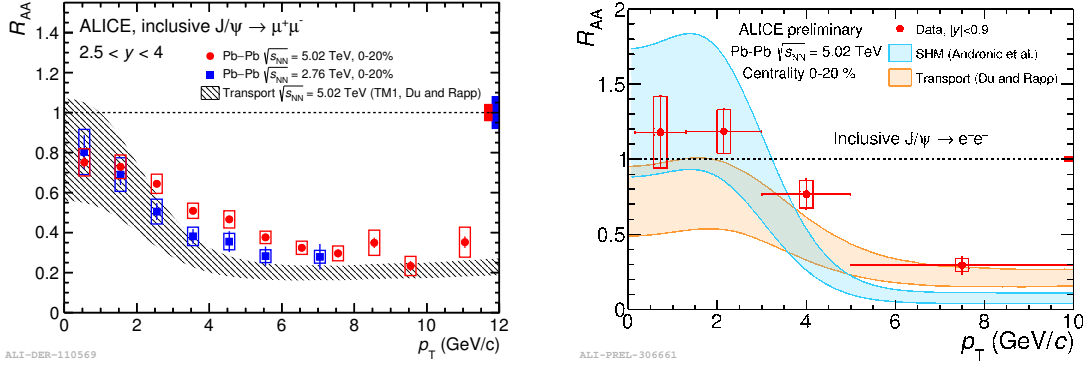 R_AA
ALICE, inclusive J/ψ → μ⁺μ⁻
2.5 < y < 4
Pb-Pb √s_NN = 5.02 TeV, 0-20%
Pb-Pb √s_NN = 2.76 TeV, 0-20%
Transport √s_NN = 5.02 TeV (TM1, Du and Rapp)
1.4
1.2
1
0.8
0.6
0.4
0.2
0
0 2 4 6 8 10 12
p_T (GeV/c)
ALI-DER-110569
R_AA
ALICE preliminary
Pb-Pb √s_NN = 5.02 TeV
Centrality 0-20 %
Data, |y|<0.9
SHM (Andronic et al.)
Transport (Du and Rapp)
Inclusive J/ψ → e⁻e⁻
2
1.5
1
0.5
0
0 2 4 6 8 10
p_T (GeV/c)
ALI-PREL-306661